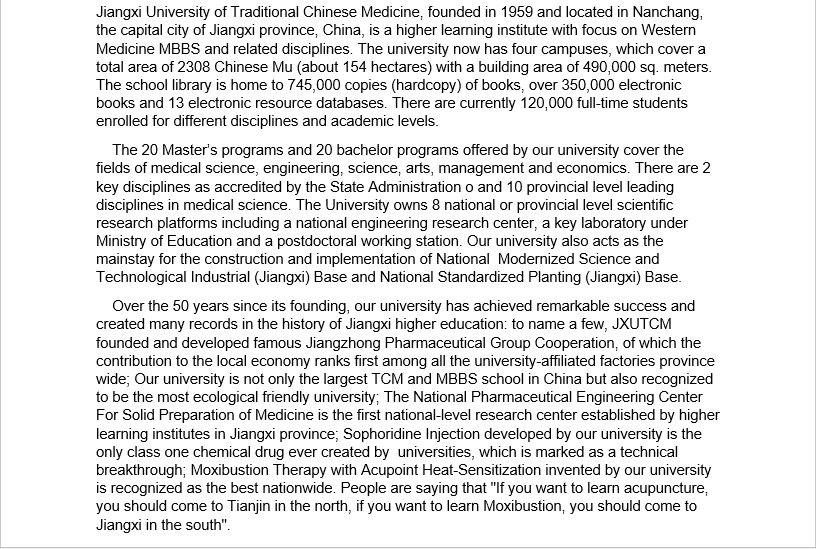 Jiangxi University of Traditional Chinese Medicine, founded in 1959 and located in Nanchang,
the capital city of Jiangxi province, China, is a higher learning institute with focus on Western
Medicine MBBS and related disciplines. The university now has four campuses, which cover a
total area of 2308 Chinese Mu (about 154 hectares) with a building area of 490,000 sq. meters.
The school library is home to 745,000 copies (hardcopy) of books, over 350,000 electronic
books and 13 electronic resource databases. There are currently 120,000 full-time students
enrolled for different disciplines and academic levels.
The 20 Master's programs and 20 bachelor programs offered by our university cover the
fields of medical science, engineering, science, arts, management and economics. There are 2
key disciplines as accredited by the State Administration o and 10 provincial level leading
disciplines in medical science. The University owns 8 national or provincial level scientific
research platforms including a national engineering research center, a key laboratory under
Ministry of Education and a postdoctoral working station. Our university also acts as the
mainstay for the construction and implementation of National  Modernized Science and
Technological Industrial (Jiangxi) Base and National Standardized Planting (Jiangxi) Base.
Over the 50 years since its founding, our university has achieved remarkable success and
created many records in the history of Jiangxi higher education: to name a few, JXUTCM
founded and developed famous Jiangzhong Pharmaceutical Group Cooperation, of which the
contribution to the local economy ranks first among all the university-affiliated factories province
wide; Our university is not only the largest TCM and MBBS school in China but also recognized
to be the most ecological friendly university; The National Pharmaceutical Engineering Center
For Solid Preparation of Medicine is the first national-level research center established by higher
learning institutes in Jiangxi province; Sophoridine Injection developed by our university is the
only class one chemical drug ever created by  universities, which is marked as a technical
breakthrough; Moxibustion Therapy with Acupoint Heat-Sensitization invented by our university
is recognized as the best nationwide. People are saying that "If you want to learn acupuncture,
you should come to Tianjin in the north, if you want to learn Moxibustion, you should come to
Jiangxi in the south".